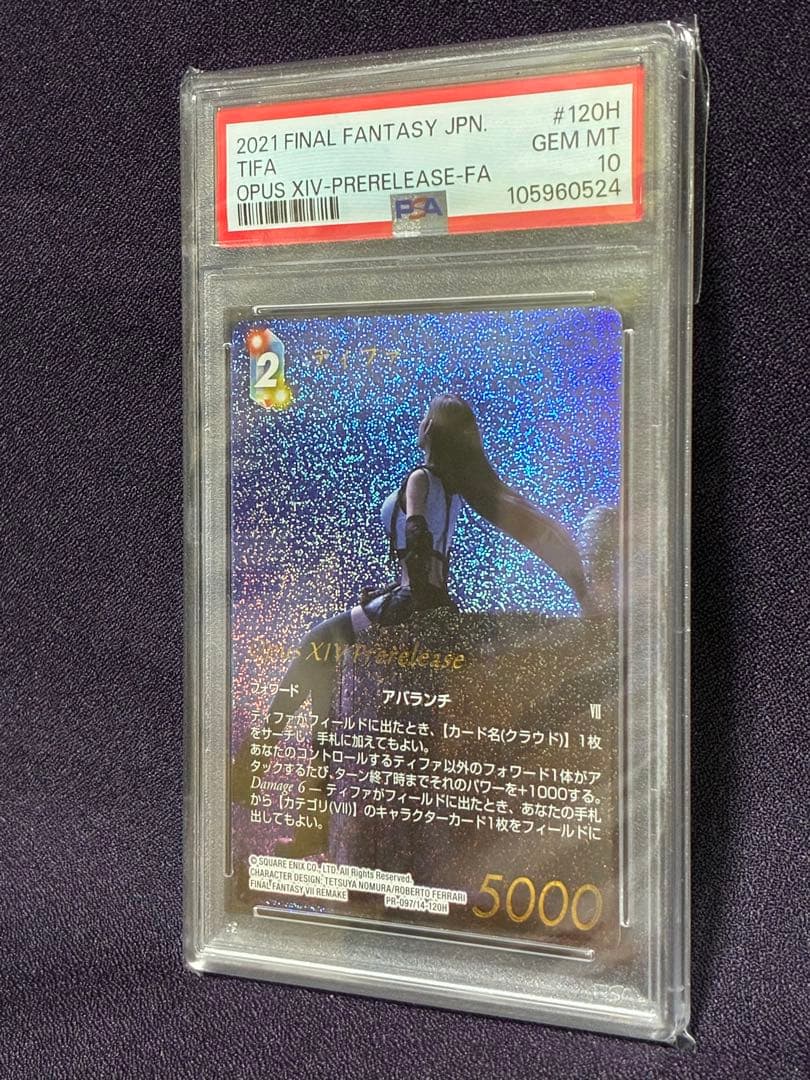 2021 FINAL FANTASY JPN.
#120H
TIFA
GEM MT
OPUS XIV-PRERELEASE-FA
10
PSA
105960524
2
ティファ
Opus XIV Prerelease
フォワード
アバランチ
VII
ティファがフィールドに出たとき、【カード名(クラウド)】1枚
をサーチし、手札に加えてもよい。
あなたのコントロールするティファ以外のフォワード1体がア
タックするたび、ターン終了時までそれのパワーを+1000する。
Damage 6 — ティファがフィールドに出たとき、あなたの手札
から【カテゴリ(VII)】のキャラクターカード1枚をフィールドに
出してもよい。
© SQUARE ENIX CO., LTD. All Rights Reserved.
CHARACTER DESIGN: TETSUYA NOMURA/ROBERTO FERRARI
FINAL FANTASY VII REMAKE
PR-097/14-120H
5000